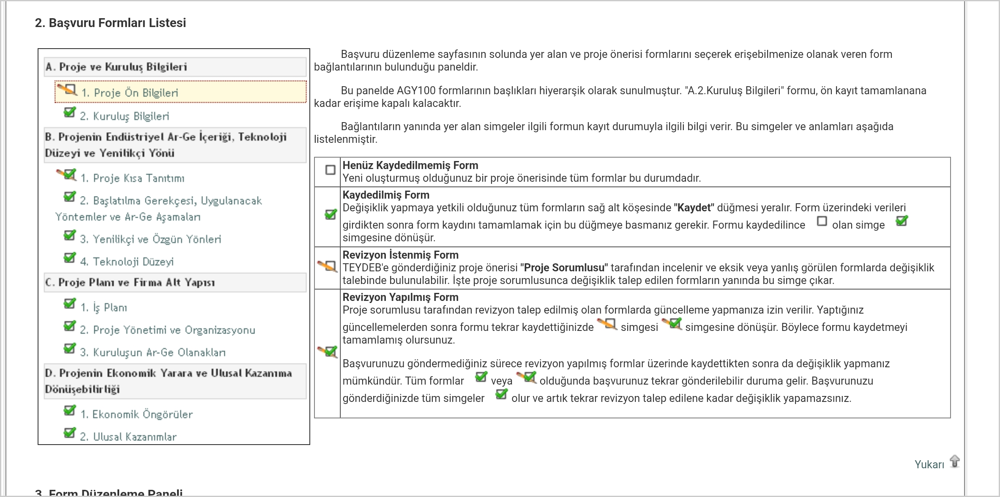 2. Başvuru Formları Listesi
A. Proje ve Kuruluş Bilgileri
1. Proje Ön Bilgileri
2. Kuruluş Bilgileri
B. Projenin Endüstriyel Ar-Ge İçeriği, Teknoloji
Düzeyi ve Yenilikçi Yönü
1. Proje Kısa Tanıtımı
2. Başlatılma Gerekçesi, Uygulanacak
Yöntemler ve Ar-Ge Aşamaları
3. Yenilikçi ve Özgün Yönleri
4. Teknoloji Düzeyi
C. Proje Planı ve Firma Alt Yapısı
1. İş Planı
2. Proje Yönetimi ve Organizasyonu
3. Kuruluşun Ar-Ge Olanakları
D. Projenin Ekonomik Yarara ve Ulusal Kazanıma
Dönüşebilirliği
1. Ekonomik Öngörüler
2. Ulusal Kazanımlar
Başvuru düzenleme sayfasının solunda yer alan ve proje önerisi formlarını seçerek erişebilmenize olanak veren form
bağlantılarının bulunduğu paneldir.
Bu panelde AGY100 formlarının başlıkları hiyerarşik olarak sunulmuştur. "A.2.Kuruluş Bilgileri" formu, ön kayıt tamamlanana
kadar erişime kapalı kalacaktır.
Bağlantıların yanında yer alan simgeler ilgili formun kayıt durumuyla ilgili bilgi verir. Bu simgeler ve anlamları aşağıda
listelenmiştir.
Henüz Kaydedilmemiş Form
Yeni oluşturmuş olduğunuz bir proje önerisinde tüm formlar bu durumdadır.
Kaydedilmiş Form
Değişiklik yapmaya yetkili olduğunuz tüm formların sağ alt köşesinde "Kaydet" düğmesi yeralır. Form üzerindeki verileri
girdikten sonra form kaydını tamamlamak için bu düğmeye basmanız gerekir. Formu kaydedilince olan simge
simgesine dönüşür.
Revizyon İstenmiş Form
TEYDEB'e gönderdiğiniz proje önerisi "Proje Sorumlusu" tarafından incelenir ve eksik veya yanlış görülen formlarda değişiklik
talebinde bulunulabilir. İşte proje sorumlusunca değişiklik talep edilen formların yanında bu simge çıkar.
Revizyon Yapılmış Form
Proje sorumlusu tarafından revizyon talep edilmiş olan formlarda güncelleme yapmanıza izin verilir. Yaptığınız
güncellemelerden sonra formu tekrar kaydettiğinizde simgesi simgesine dönüşür. Böylece formu kaydetmeyi
tamamlamış olursunuz.
Başvurunuzu göndermediğiniz sürece revizyon yapılmış formlar üzerinde kaydettikten sonra da değişiklik yapmanız
mümkündür. Tüm formlar veya olduğunda başvurunuz tekrar gönderilebilir duruma gelir. Başvurunuzu
gönderdiğinizde tüm simgeler olur ve artık tekrar revizyon talep edilene kadar değişiklik yapamazsınız.
Yukarı
3. Form Düzenleme Paneli